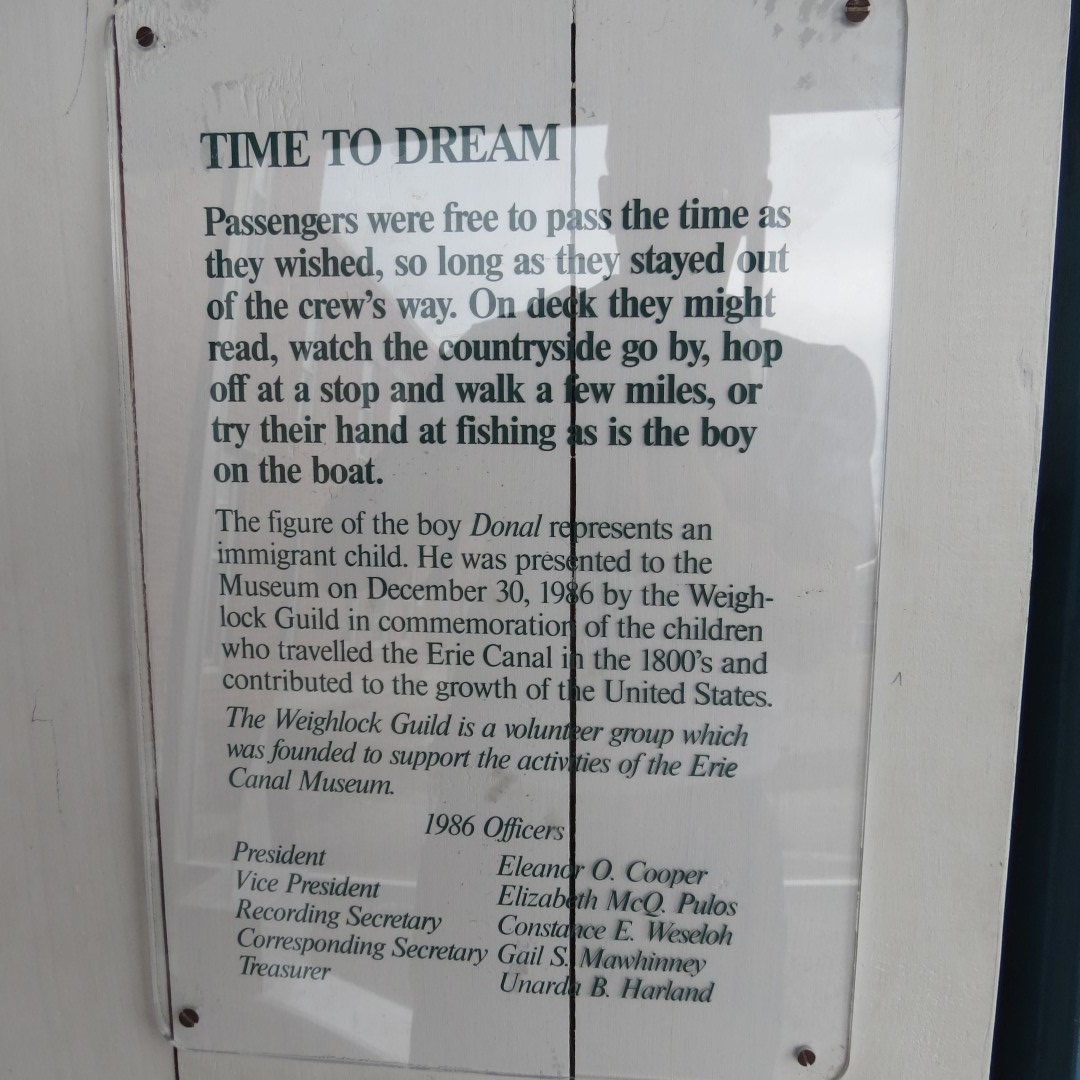 TIME TO DREAM
Passengers were free to pass the time as
they wished, so long as they stayed out
of the crew's way. On deck they might
read, watch the countryside go by, hop
off at a stop and walk a few miles, or
try their hand at fishing as is the boy
on the boat.
The figure of the boy Donal represents an
immigrant child. He was presented to the
Museum on December 30, 1986 by the Weigh-
lock Guild in commemoration of the children
who travelled the Erie Canal in the 1800's and
contributed to the growth of the United States.
The Weighlock Guild is a volunteer group which
was founded to support the activities of the Erie
Canal Museum.
1986 Officers
President Eleanor O. Cooper
Vice President Elizabeth McQ. Pulos
Recording Secretary Constance E. Weseloh
Corresponding Secretary Gail S. Mawhinney
Treasurer Unarda B. Harland